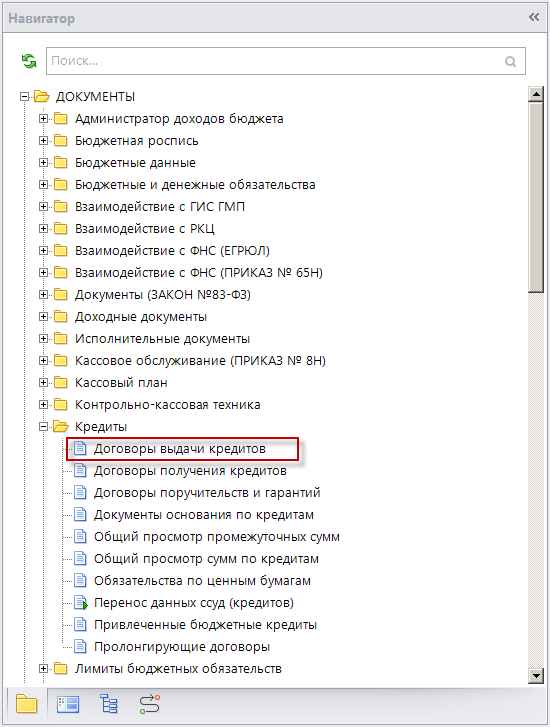 Навигатор
Поиск...
ДОКУМЕНТЫ
Администратор доходов бюджета
Бюджетная роспись
Бюджетные данные
Бюджетные и денежные обязательства
Взаимодействие с ГИС ГМП
Взаимодействие с РКЦ
Взаимодействие с ФНС (ЕГРЮЛ)
Взаимодействие с ФНС (ПРИКАЗ № 65Н)
Документы (ЗАКОН №83-ФЗ)
Доходные документы
Исполнительные документы
Кассовое обслуживание (ПРИКАЗ № 8Н)
Кассовый план
Контрольно-кассовая техника
Кредиты
Договоры выдачи кредитов
Договоры получения кредитов
Договоры поручительств и гарантий
Документы основания по кредитам
Общий просмотр промежуточных сумм
Общий просмотр сумм по кредитам
Обязательства по ценным бумагам
Перенос данных ссуд (кредитов)
Привлеченные бюджетные кредиты
Пролонгирующие договоры
Лимиты бюджетных обязательств